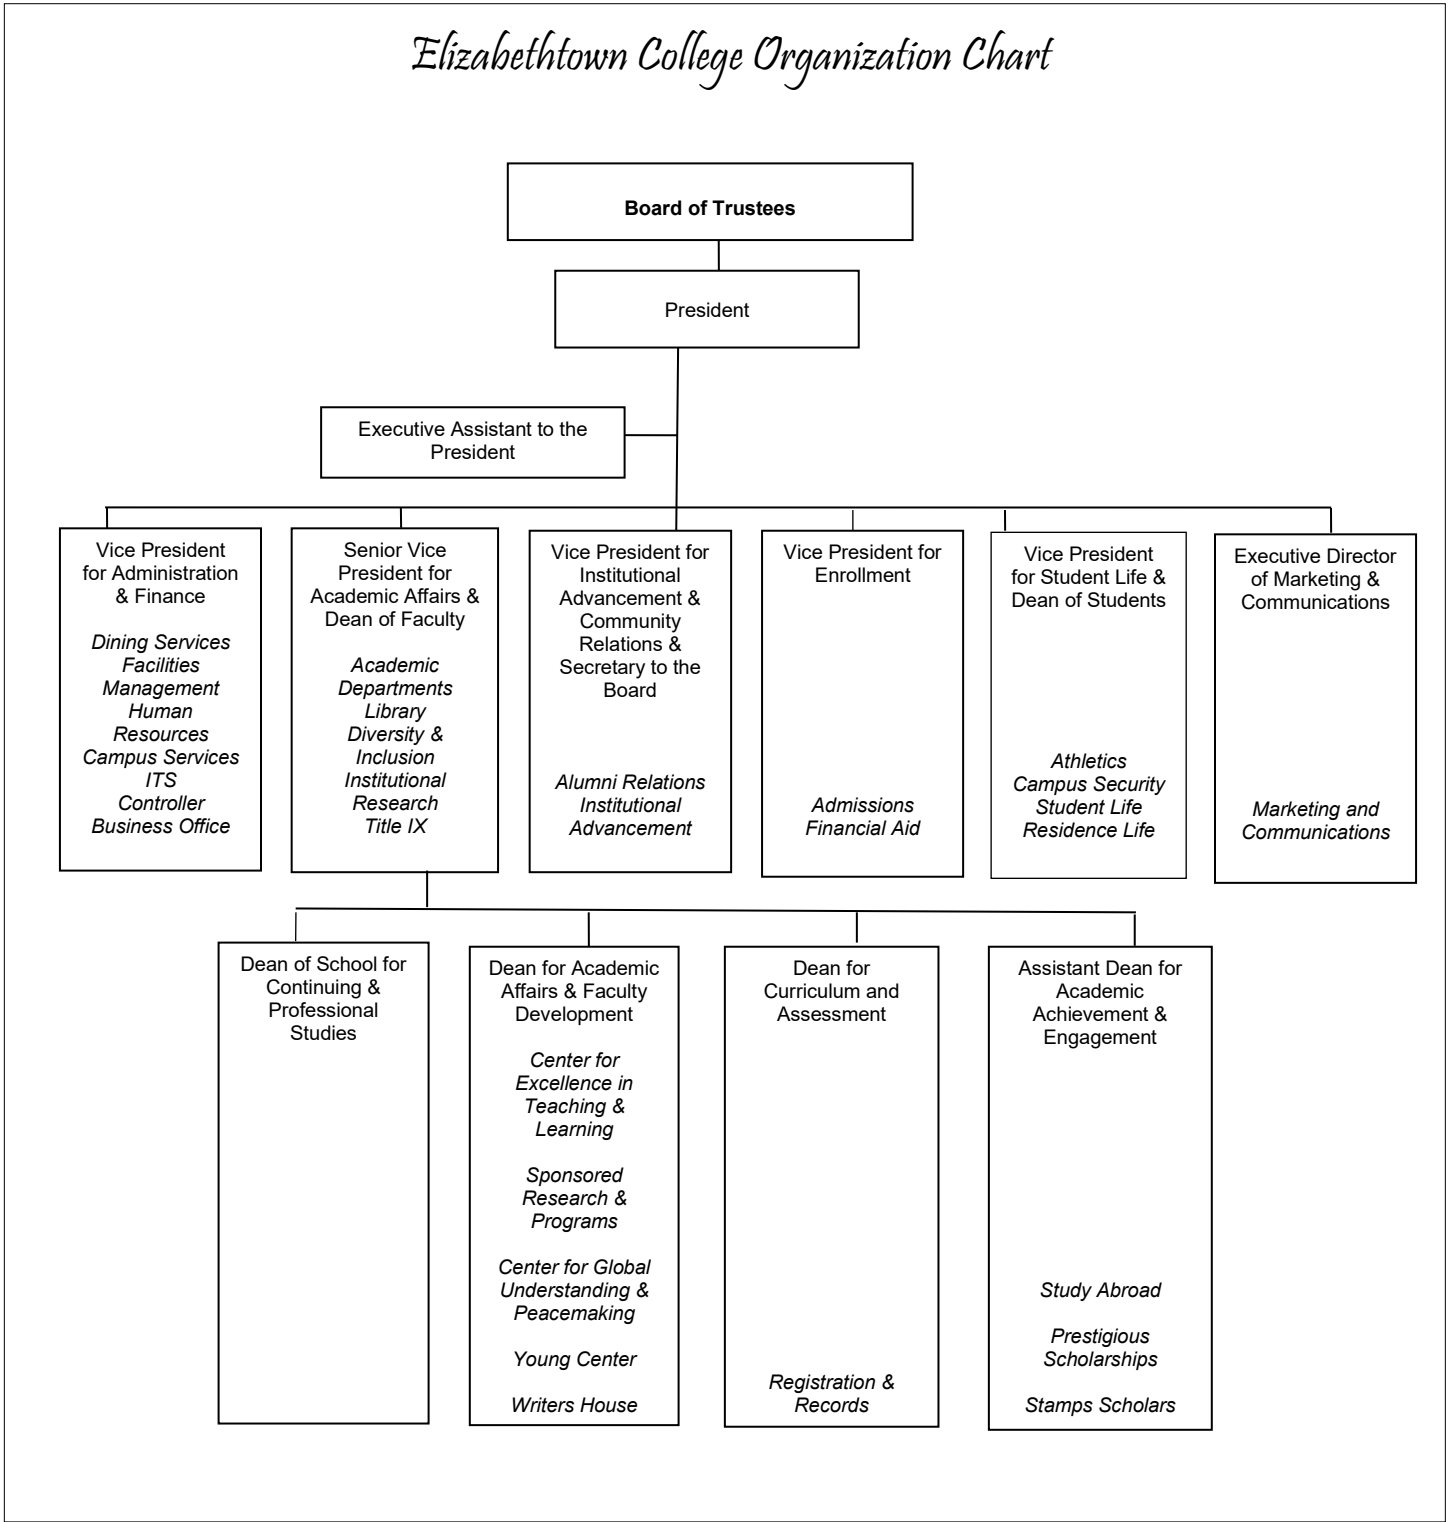 Elizabethtown College Organization Chart
Board of Trustees
President
Executive Assistant to the
President
Vice President
for Administration
& Finance
Dining Services
Facilities
Management
Human
Resources
Campus Services
ITS
Controller
Business Office
Senior Vice
President for
Academic Affairs &
Dean of Faculty
Academic
Departments
Library
Diversity &
Inclusion
Institutional
Research
Title IX
Vice President for
Institutional
Advancement &
Community
Relations &
Secretary to the
Board
Alumni Relations
Institutional
Advancement
Vice President for
Enrollment
Admissions
Financial Aid
Vice President
for Student Life &
Dean of Students
Athletics
Campus Security
Student Life
Residence Life
Executive Director
of Marketing &
Communications
Marketing and
Communications
Dean of School for
Continuing &
Professional
Studies
Dean for Academic
Affairs & Faculty
Development
Center for
Excellence in
Teaching &
Learning
Sponsored
Research &
Programs
Center for Global
Understanding &
Peacemaking
Young Center
Writers House
Dean for
Curriculum and
Assessment
Registration &
Records
Assistant Dean for
Academic
Achievement &
Engagement
Study Abroad
Prestigious
Scholarships
Stamps Scholars